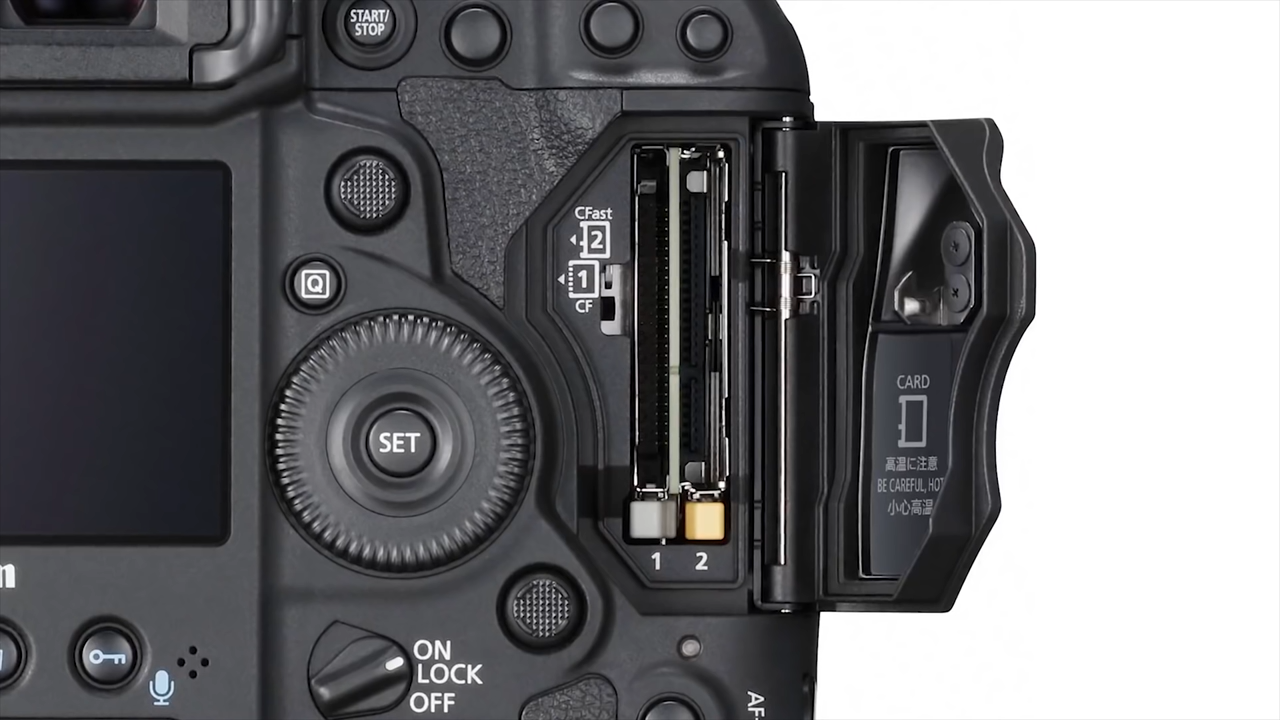 START/
STOP
CFast
2
1
CF
Q
SET
CARD
高温に注意
BE CAREFUL, HOT
小心高温
1 2
n
ON
LOCK
OFF
AF-